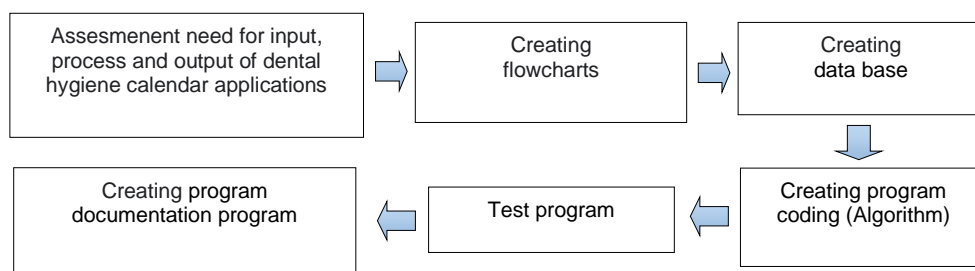 Assesmenent need for input,
process and output of dental
hygiene calendar applications
Creating
flowcharts
Creating
data base
Creating program
coding (Algorithm)
Test program
Creating program
documentation program